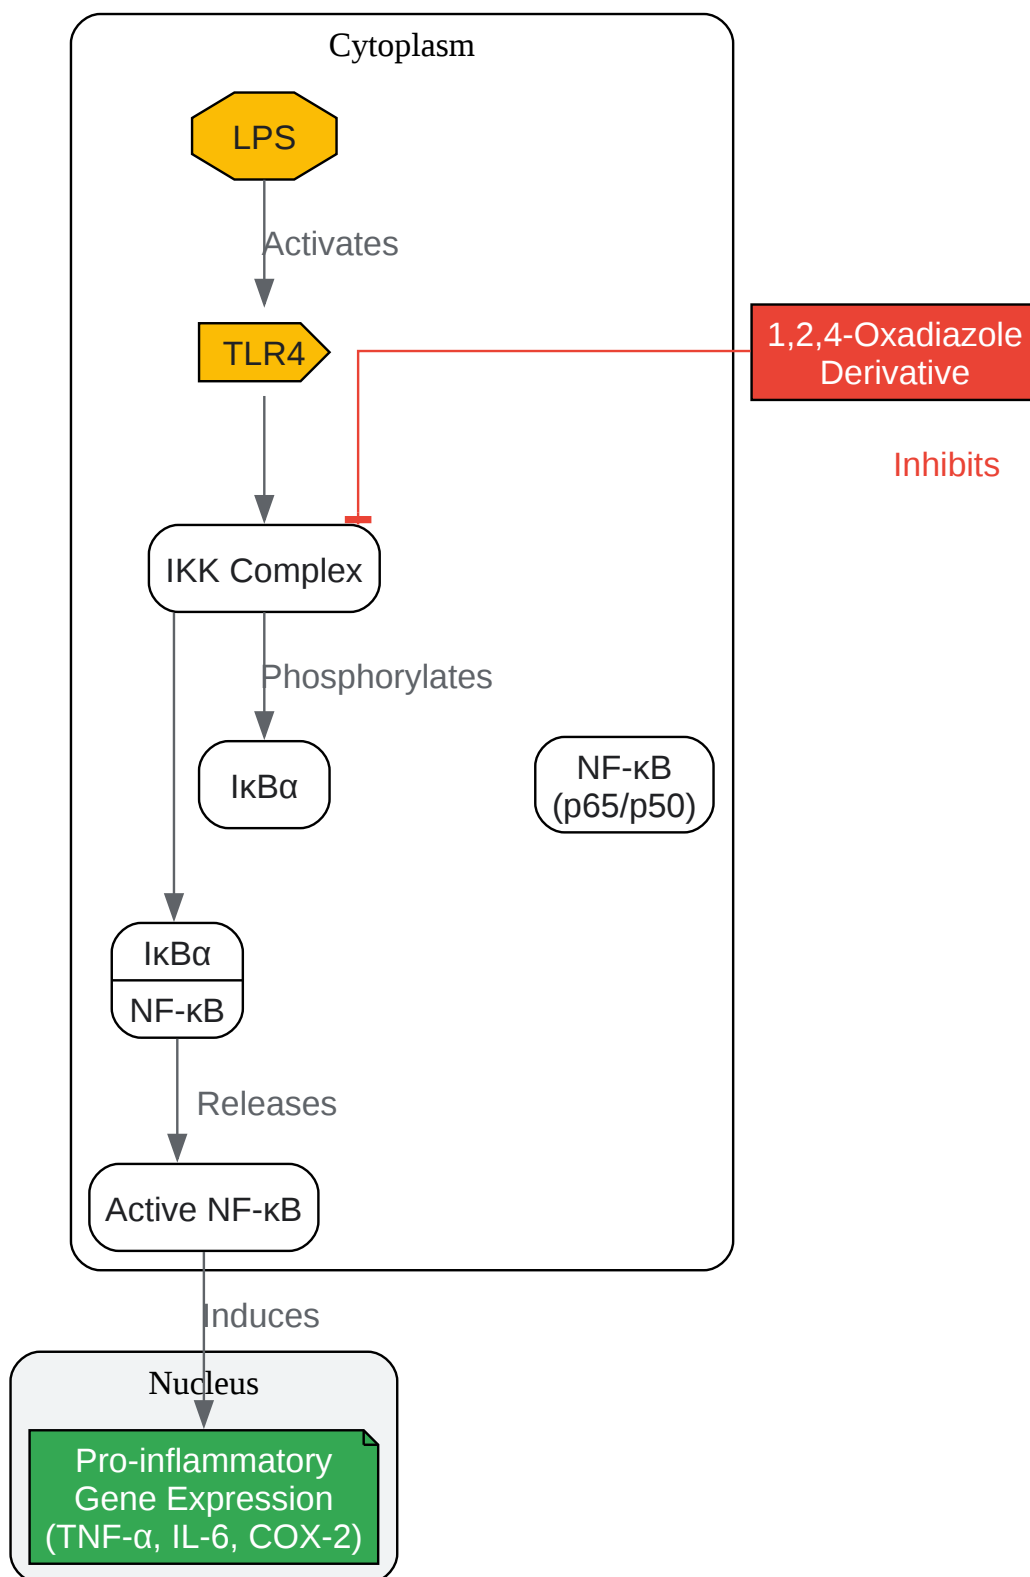 Cytoplasm
LPS
Activates
TLR4
1,2,4-Oxadiazole
Derivative
Inhibits
IKK Complex
Phosphorylates
IκBα
NF-κB
(p65/p50)
IκBα
NF-κB
Releases
Active NF-κB
Induces
Nucleus
Pro-inflammatory
Gene Expression
(TNF-α, IL-6, COX-2)